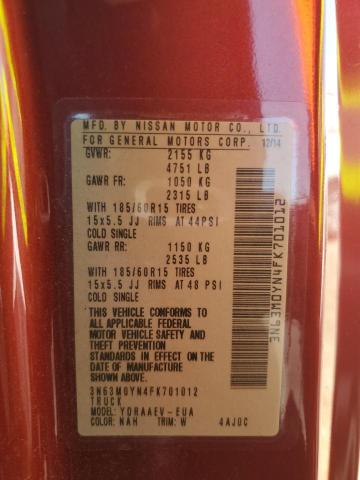 MFD. BY NISSAN MOTOR CO., LTD.
FOR GENERAL MOTORS CORP. 12/14
GVWR: 2155 KG
4751 LB
GAWR FR: 1050 KG
2315 LB
WITH 185/60R15 TIRES
15x5.5 JJ RIMS AT 44PSI
COLD SINGLE
GAWR RR: 1150 KG
2535 LB
WITH 185/60R15 TIRES
15x5.5 JJ RIMS AT 48 PSI
COLD SINGLE
THIS VEHICLE CONFORMS TO
ALL APPLICABLE FEDERAL
MOTOR VEHICLE SAFETY AND
THEFT PREVENTION
STANDARDS IN EFFECT ON THE
DATE OF MANUFACTURE
SHOWN ABOVE.
3N63M0YN4FK701012
TRUCK
MODEL: YDRAAEV-EUA
COLOR: NAH TRIM: W 4AJ0C
3N63M0YN4FK701012